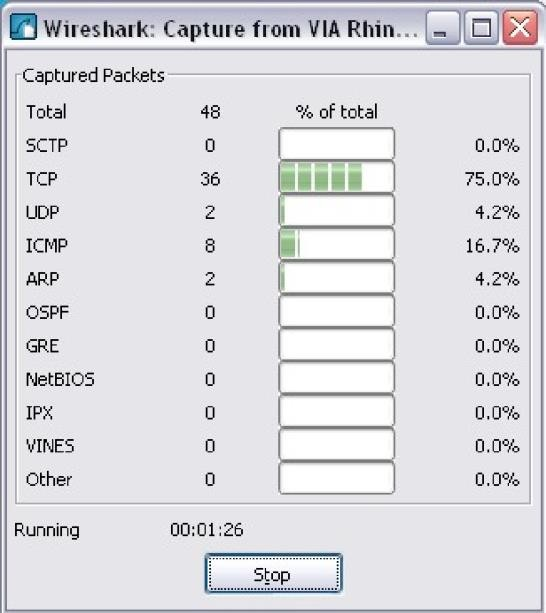 Wireshark: Capture from VIA Rhin...
Captured Packets
Total 48 % of total
SCTP 0 0.0%
TCP 36 75.0%
UDP 2 4.2%
ICMP 8 16.7%
ARP 2 4.2%
OSPF 0 0.0%
GRE 0 0.0%
NetBIOS 0 0.0%
IPX 0 0.0%
VINES 0 0.0%
Other 0 0.0%
Running 00:01:26
Stop